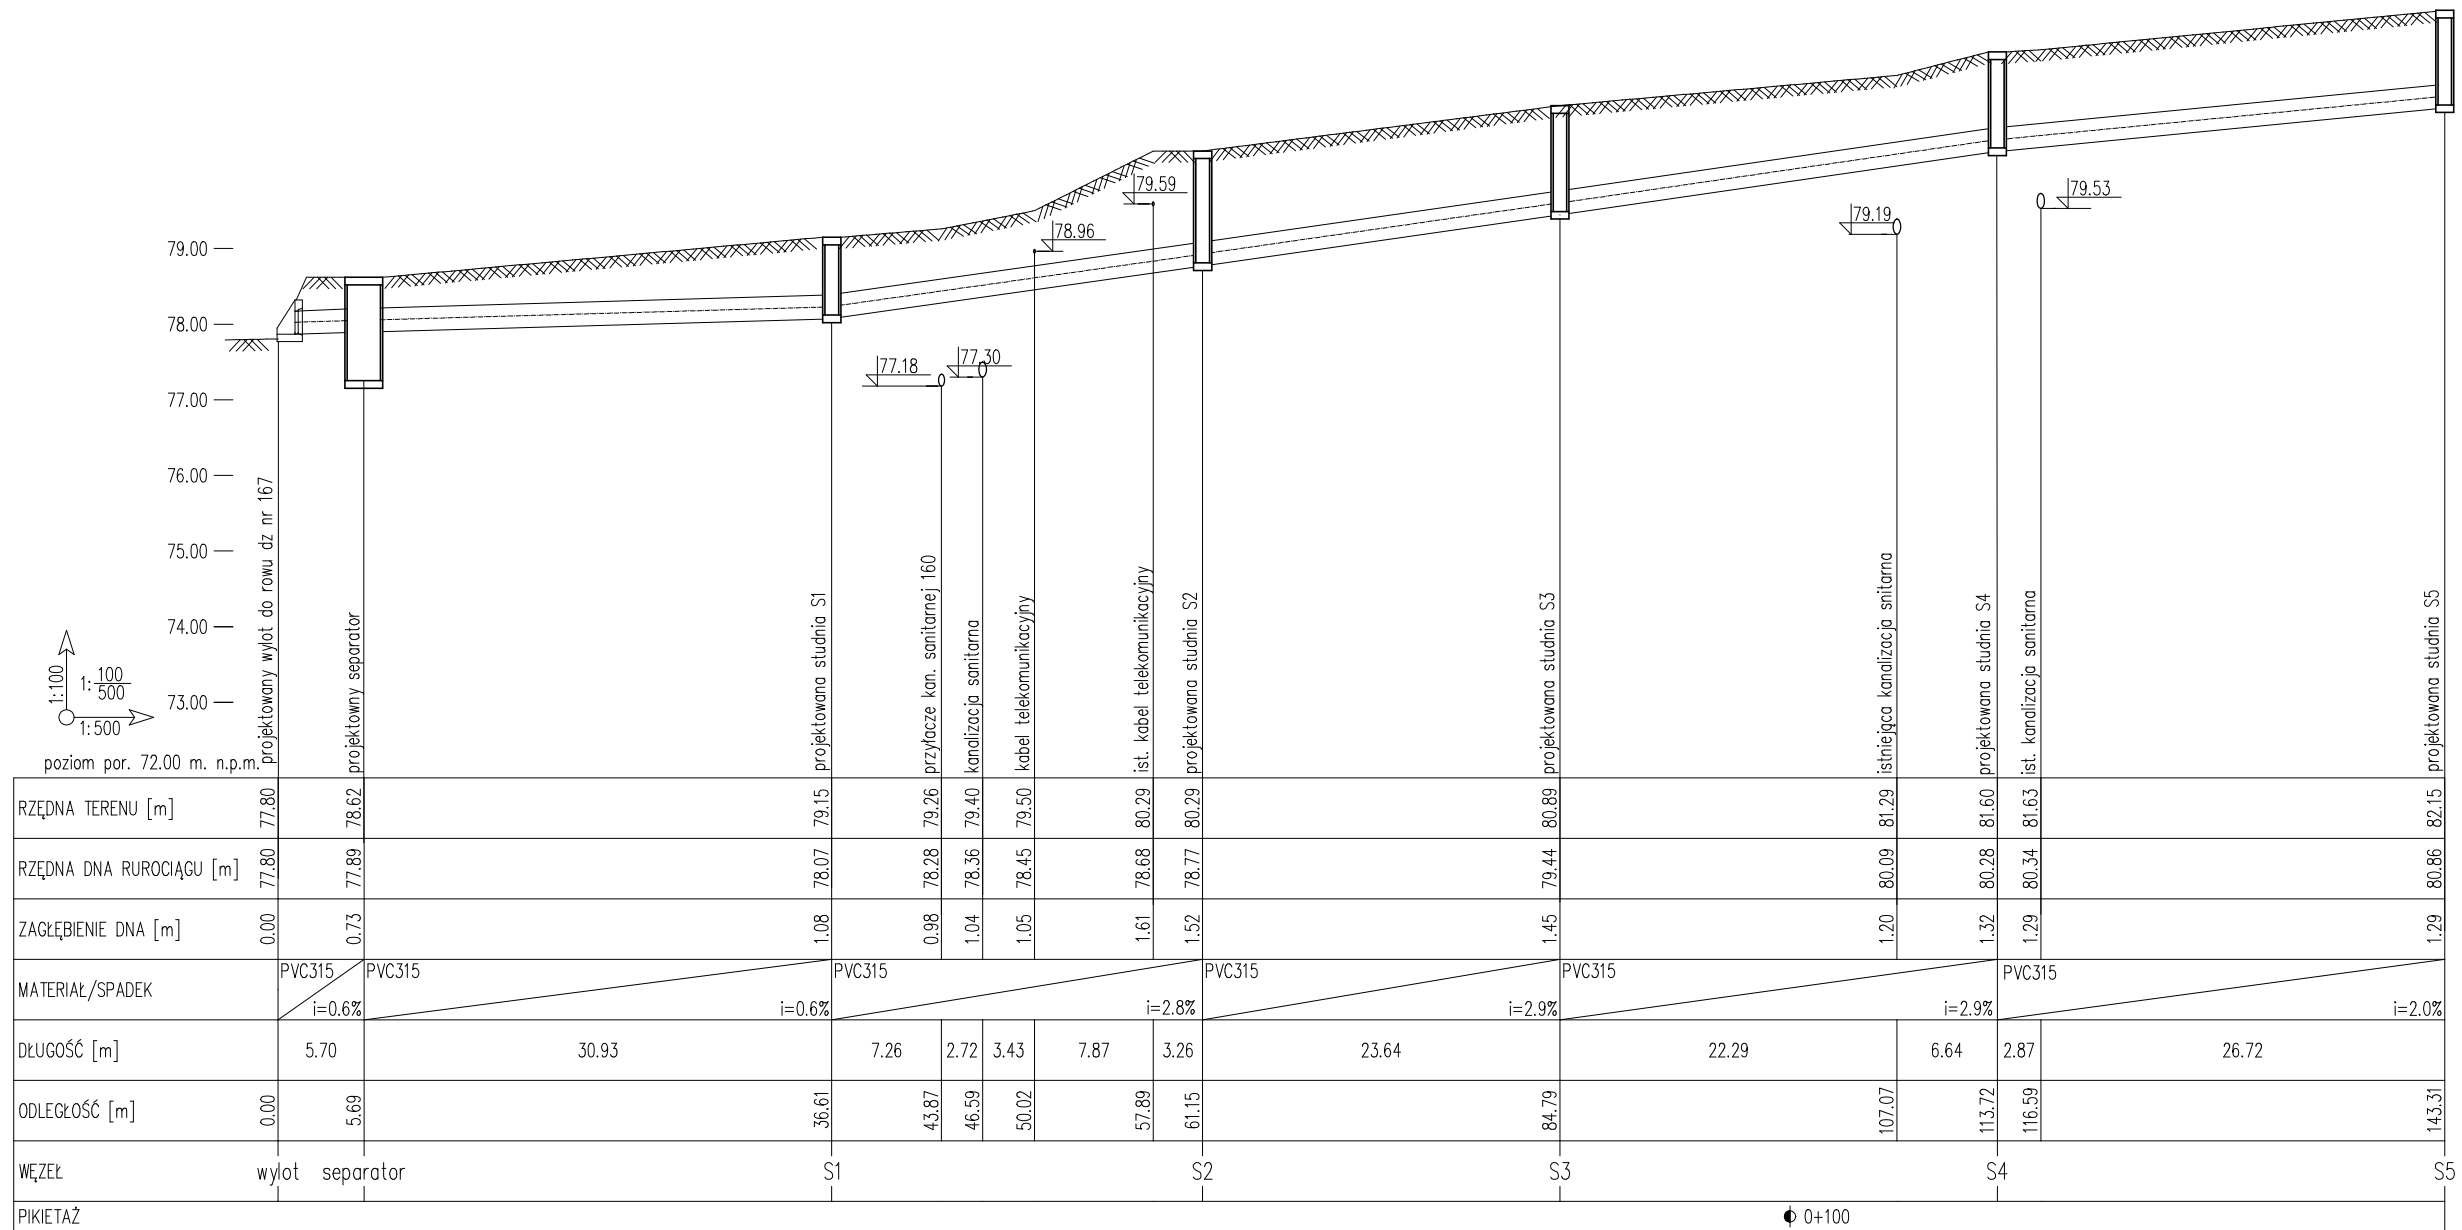 79.59
79.53
79.19
78.96
79.00
78.00
77.18
77.30
77.00
76.00
75.00
74.00
73.00
1:100
1:100/500
1:500
poziom por. 72.00 m. n.p.m.
projektowany wylot do rowu dz nr 167
projektowny separator
projektowana studnia S1
przyłacze kan. sanitarnej 160
kanalizacja sanitarna
kabel telekomunikacyjny
ist. kabel telekomunikacyjny
projektowana studnia S2
projektowana studnia S3
istniejąca kanalizacja snitarna
projektowana studnia S4
ist. kanalizacja sanitarna
projektowana studnia S5
RZĘDNA TERENU [m] 77.80 78.62 79.15 79.26 79.40 79.50 80.29 80.29 80.89 81.29 81.60 81.63 82.15
RZĘDNA DNA RUROCIĄGU [m] 77.80 77.89 78.07 78.28 78.36 78.45 78.68 78.77 79.44 80.09 80.28 80.34 80.86
ZAGŁĘBIENIE DNA [m] 0.00 0.73 1.08 0.98 1.04 1.05 1.61 1.52 1.45 1.20 1.32 1.29 1.29
PVC315 PVC315 PVC315 PVC315 PVC315 PVC315
MATERIAŁ/SPADEK
i=0.6% i=0.6% i=2.8% i=2.9% i=2.9% i=2.0%
DŁUGOŚĆ [m] 5.70 30.93 7.26 2.72 3.43 7.87 3.26 23.64 22.29 6.64 2.87 26.72
ODLEGŁOŚĆ [m] 0.00 5.69 36.61 43.87 46.59 50.02 57.89 61.15 84.79 107.07 113.72 116.59 143.31
WĘZEŁ wylot separator S1 S2 S3 S4 S5
PIKIETAŻ 0+100